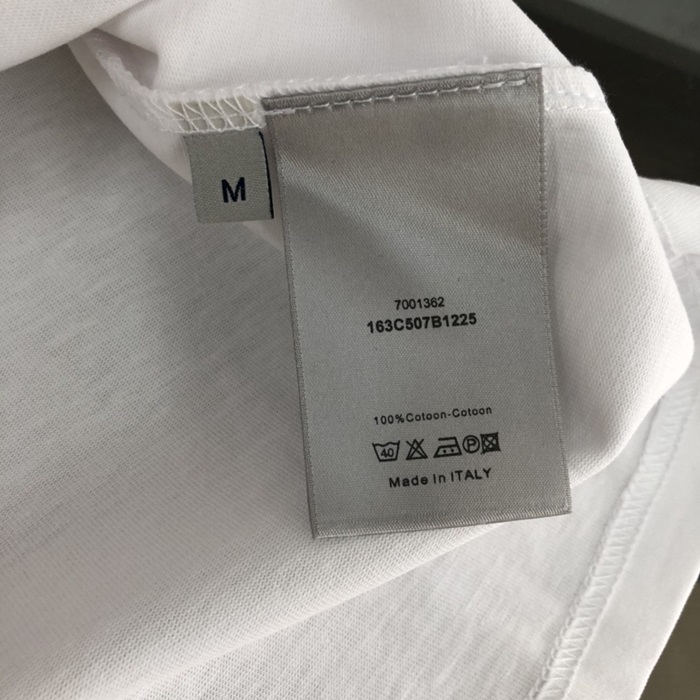 M
7001362
163C507B1225
100%Cotoon-Cotoon
40 P
Made in ITALY